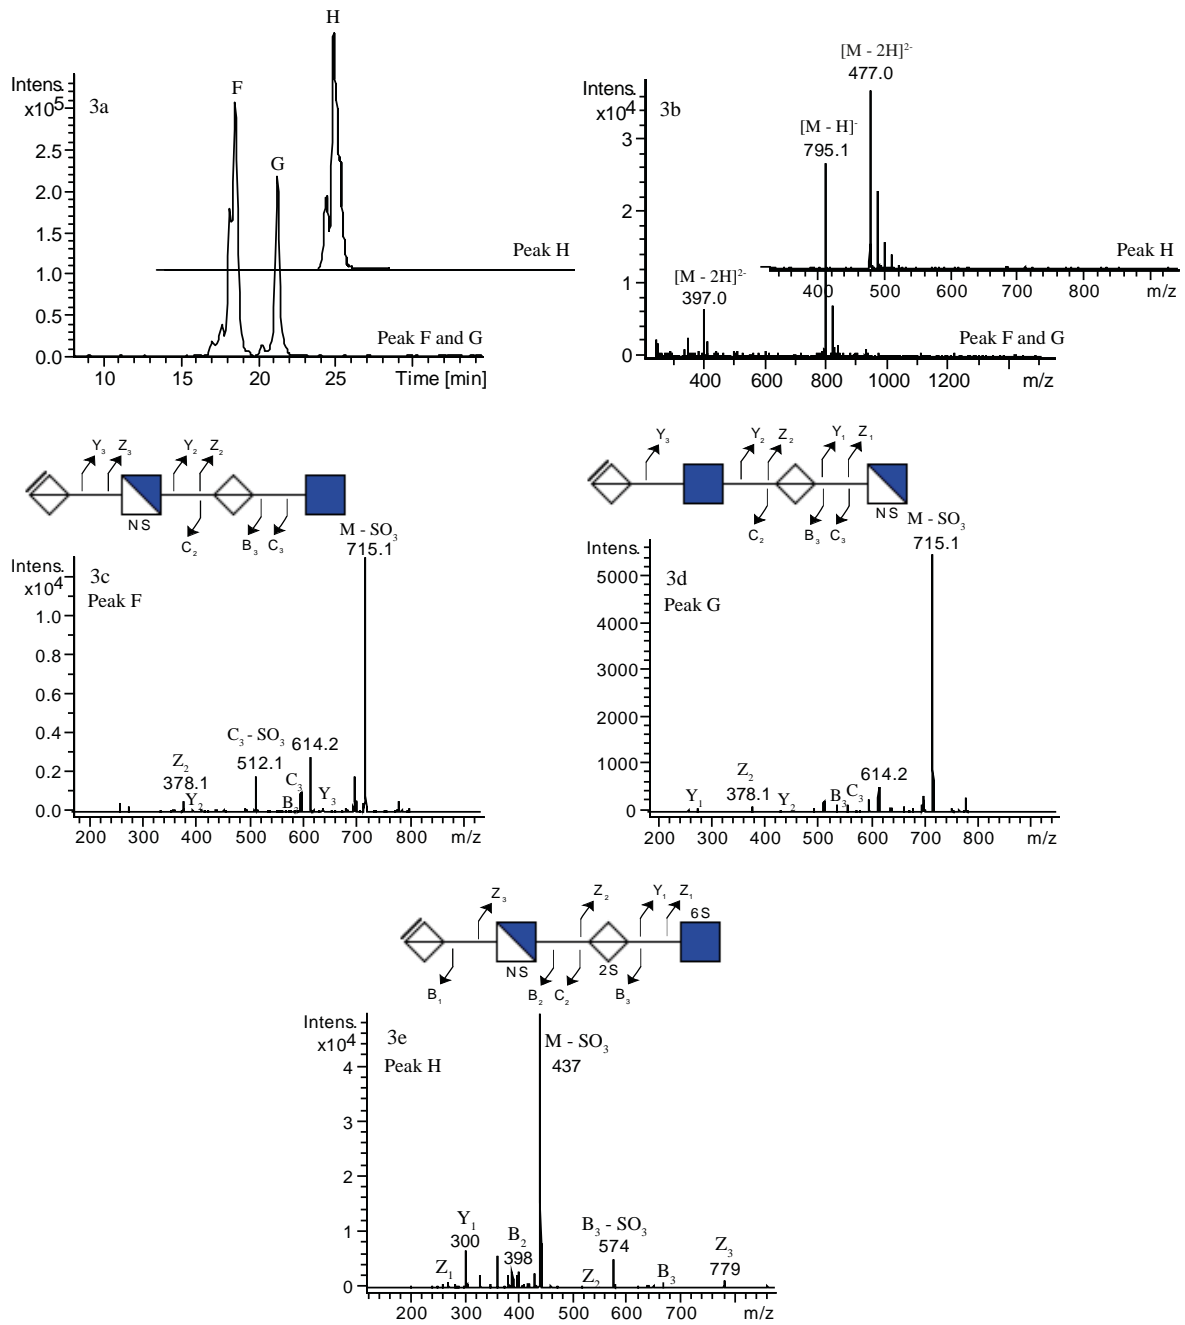 Intens.
x10⁵
3a
F
G
H
2.5
2.0
1.5
1.0
0.5
0.0
Peak H
Peak F and G
10 15 20 25 Time [min]
Intens.
x10⁴
3b
[M - 2H]²⁻
477.0
[M - H]⁻
795.1
[M - 2H]²⁻
397.0
3
2
1
0
Peak H
400 500 600 700 800 m/z
Peak F and G
400 600 800 1000 1200 m/z
Y₃ Z₃ Y₂ Z₂
NS
C₂ B₃ C₃
Intens.
x10⁴
3c
Peak F
M - SO₃
715.1
1.0
0.8
0.6
0.4
0.2
0.0
Z₂
378.1
Y₂
C₃ - SO₃
512.1
614.2
C₃
B₃
Y₃
200 300 400 500 600 700 800 m/z
Y₃ Y₂ Z₂ Y₁ Z₁
NS
C₂ B₃ C₃
Intens.
3d
Peak G
M - SO₃
715.1
5000
4000
3000
2000
1000
0
Y₁
Z₂
378.1
Y₂
B₃
C₃
614.2
200 300 400 500 600 700 800 m/z
Z₃ Z₂ Y₁ Z₁
6S
NS
2S
B₁ B₂ C₂ B₃
Intens.
x10⁴
3e
Peak H
M - SO₃
437
4
3
2
1
0
Z₁
Y₁
300
B₂
398
Z₂
B₃ - SO₃
574
B₃
Z₃
779
200 300 400 500 600 700 m/z